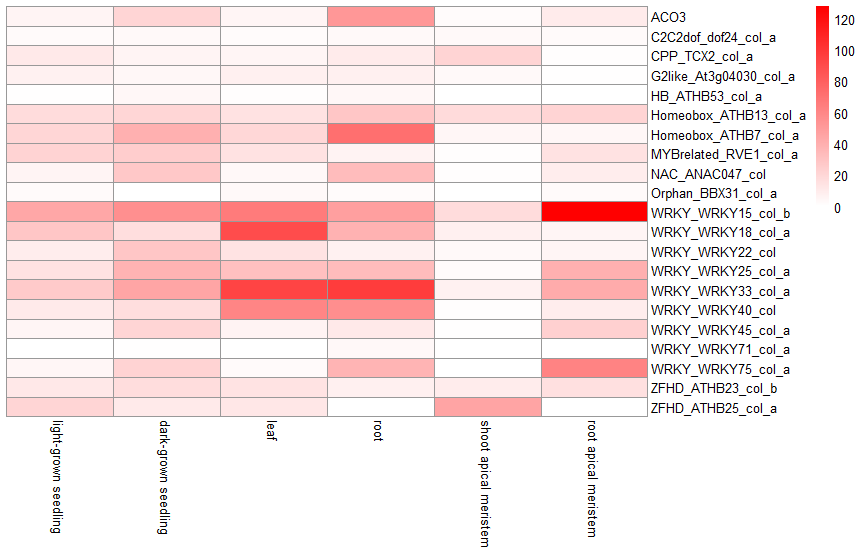 ACO3
C2C2dof_dof24_col_a
CPP_TCX2_col_a
G2like_At3g04030_col_a
HB_ATHB53_col_a
Homeobox_ATHB13_col_a
Homeobox_ATHB7_col_a
MYBrelated_RVE1_col_a
NAC_ANAC047_col
Orphan_BBX31_col_a
WRKY_WRKY15_col_b
WRKY_WRKY18_col_a
WRKY_WRKY22_col
WRKY_WRKY25_col_a
WRKY_WRKY33_col_a
WRKY_WRKY40_col
WRKY_WRKY45_col_a
WRKY_WRKY71_col_a
WRKY_WRKY75_col_a
ZFHD_ATHB23_col_b
ZFHD_ATHB25_col_a
120
100
80
60
40
20
0
light-grown seedling
dark-grown seedling
leaf
root
shoot apical meristem
root apical meristem